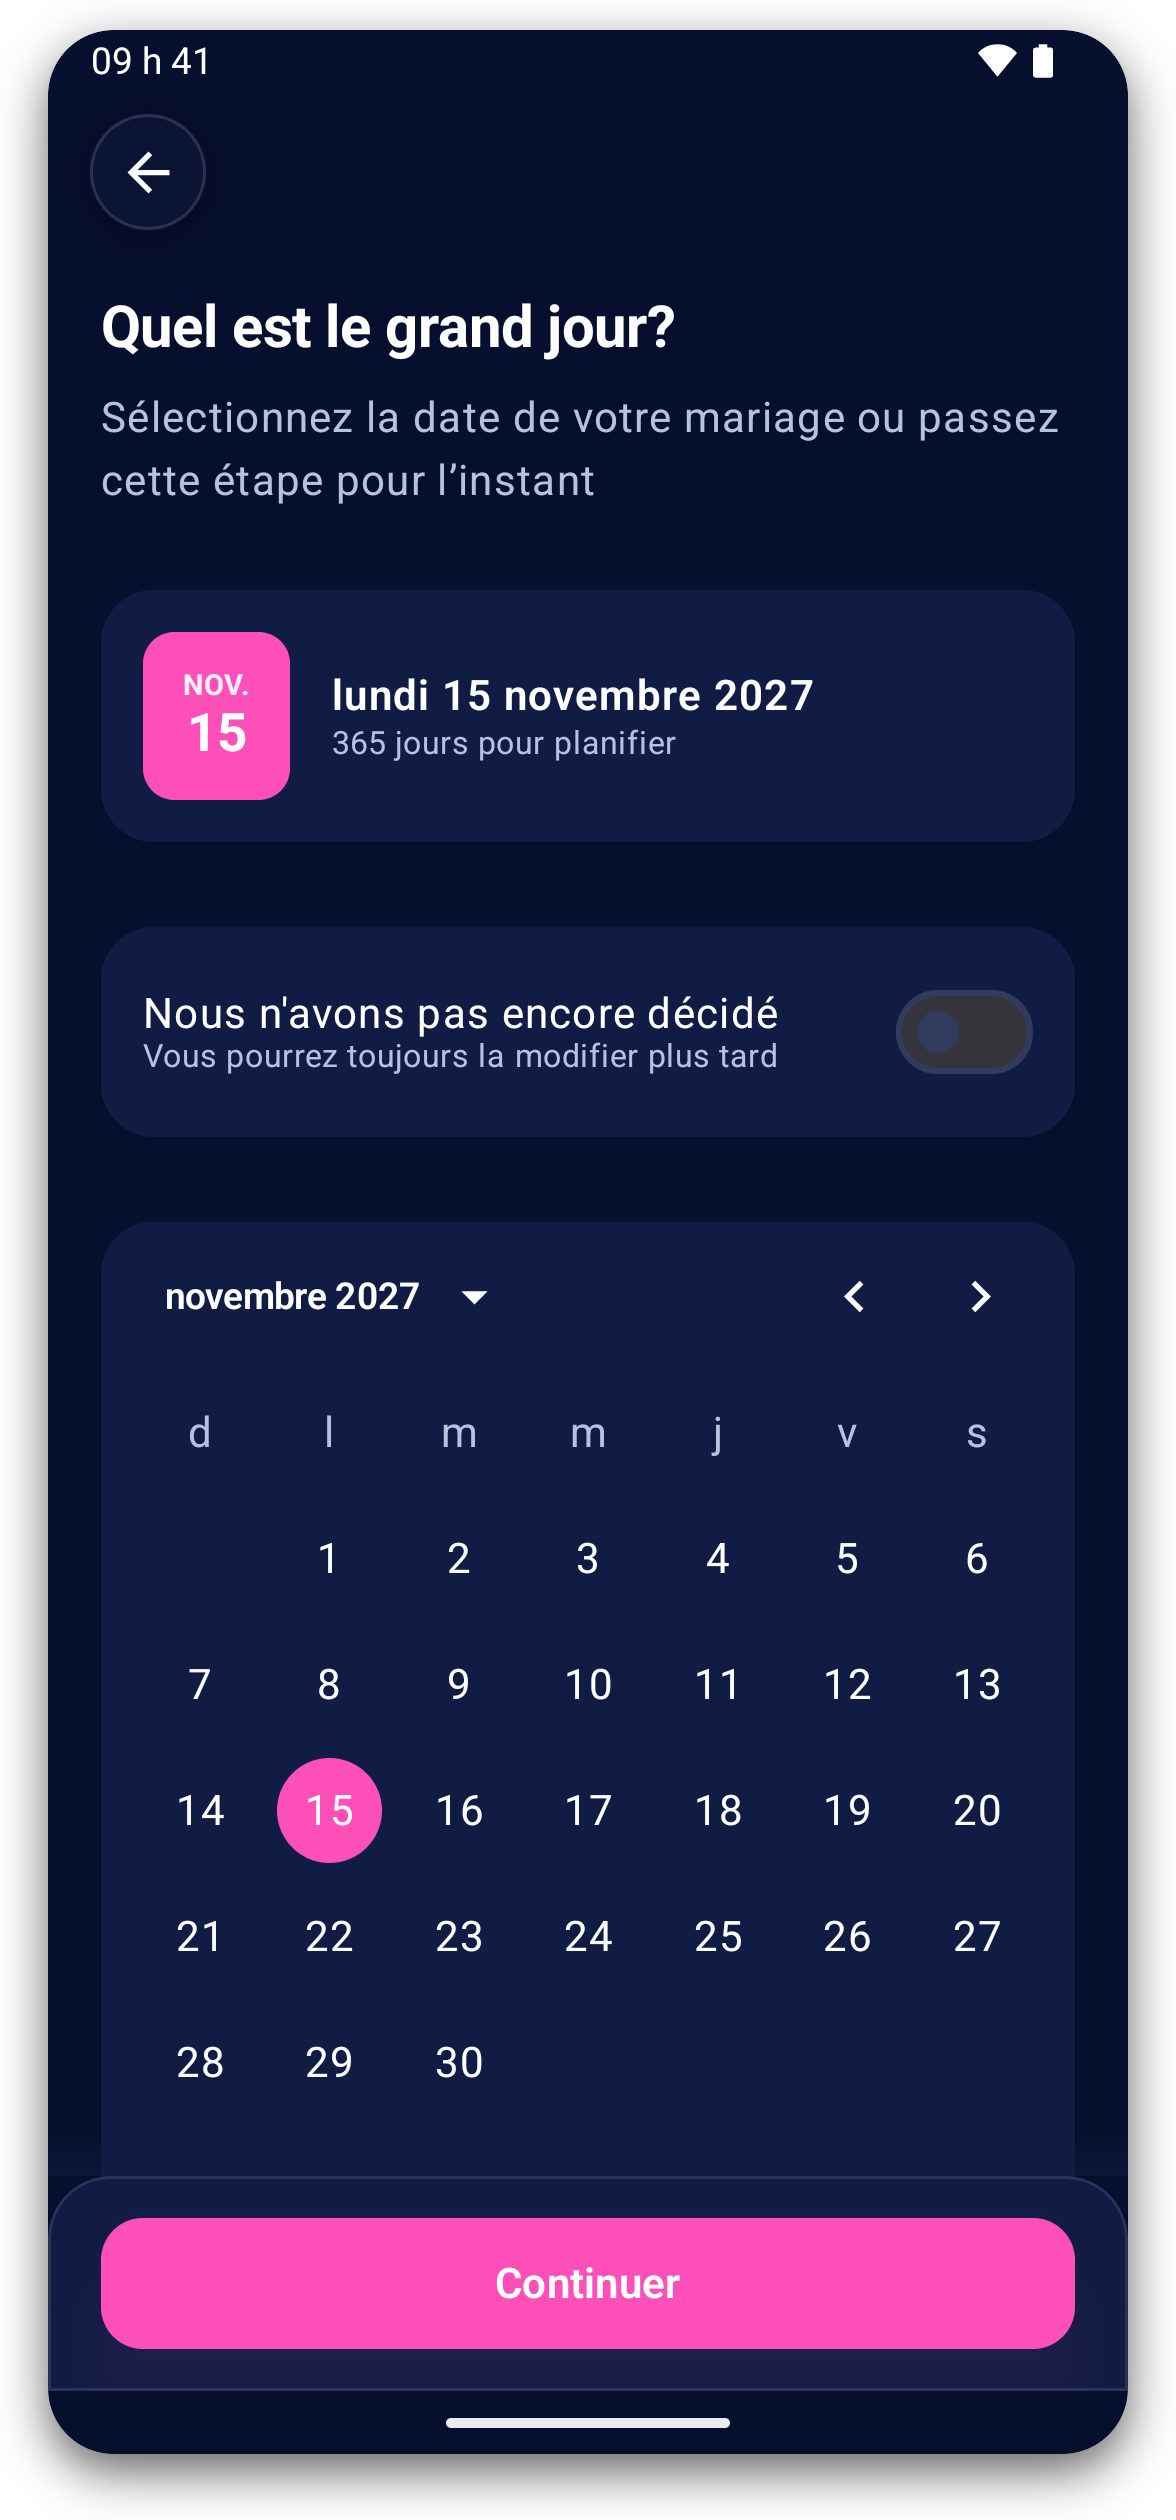 09 h 41
Quel est le grand jour?
Sélectionnez la date de votre mariage ou passez
cette étape pour l’instant
NOV.
15
lundi 15 novembre 2027
365 jours pour planifier
Nous n'avons pas encore décidé
Vous pourrez toujours la modifier plus tard
novembre 2027
d l m m j v s
1 2 3 4 5 6
7 8 9 10 11 12 13
14 15 16 17 18 19 20
21 22 23 24 25 26 27
28 29 30
Continuer